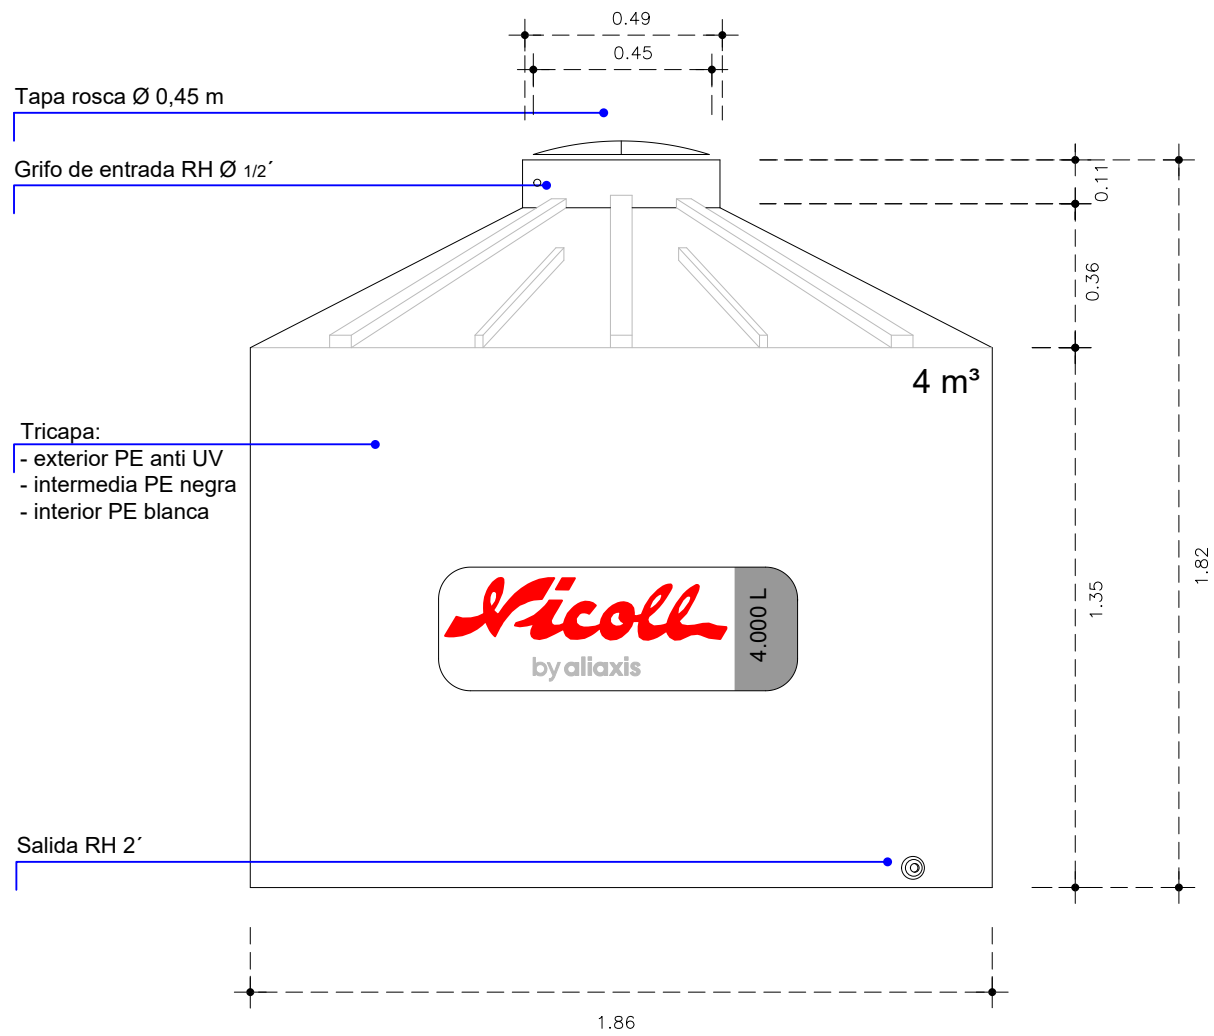 0.49
0.45
Tapa rosca Ø 0,45 m
Grifo de entrada RH Ø 1/2´
0.11
0.36
4 m³
Tricapa:
- exterior PE anti UV
- intermedia PE negra
- interior PE blanca
1.82
1.35
Nicoll
by aliaxis
4.000 L
Salida RH 2´
1.86